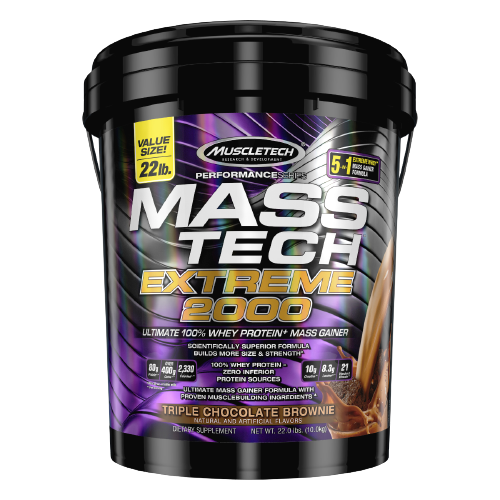 VALUE
SIZE!
22lb.
MUSCLETECH
RESEARCH & DEVELOPMENT
PERFORMANCE SERIES
5-IN-1
MASS GAINER
FORMULA
MASS
TECH
EXTREME
2000
ULTIMATE 100% WHEY PROTEIN+ MASS GAINER
SCIENTIFICALLY SUPERIOR FORMULA
BUILDS MORE SIZE & STRENGTH*
100% WHEY PROTEIN -
ZERO INFERIOR
PROTEIN SOURCES
80g
400g
2,330
10g
8.3g
21
ULTIMATE MASS GAINER FORMULA WITH
PROVEN MUSCLEBUILDING INGREDIENTS
TRIPLE CHOCOLATE BROWNIE
NATURAL AND ARTIFICIAL FLAVORS
DIETARY SUPPLEMENT
NET WT. 22.0 lbs. (10.0kg)